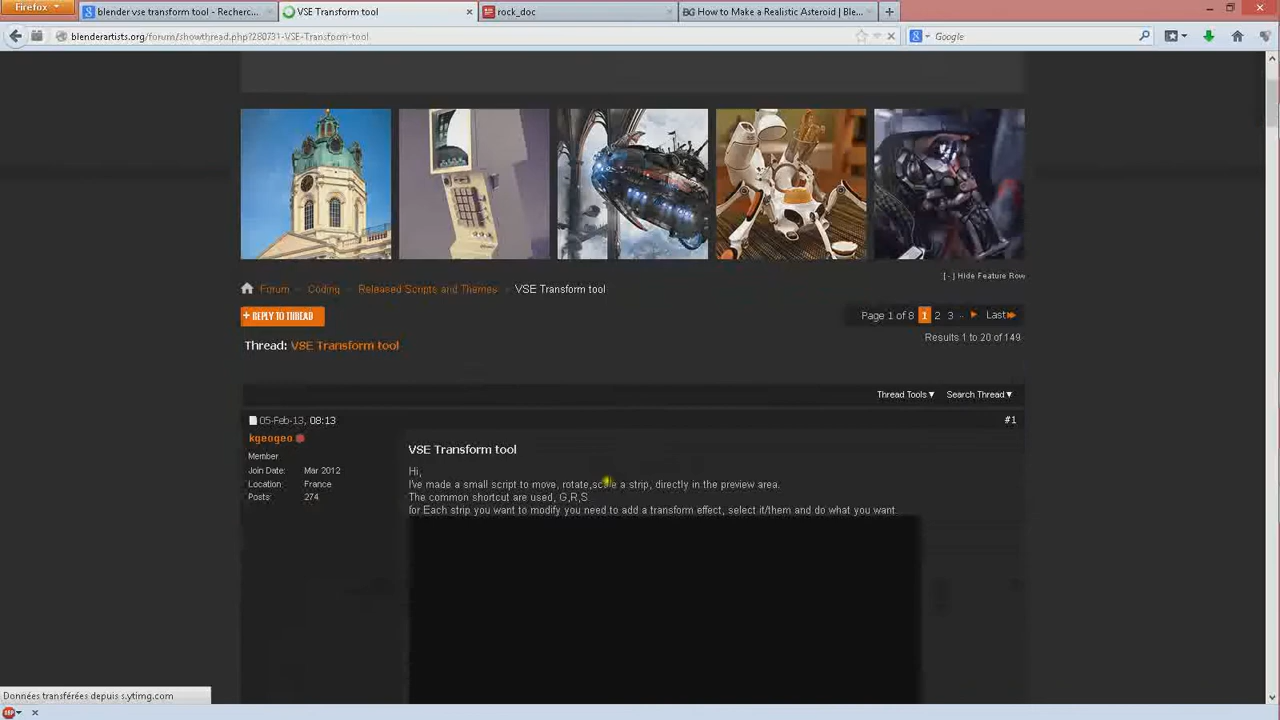 Firefox
blender vse transform tool - Recherc...
VSE Transform tool
rock_doc
How to Make a Realistic Asteroid | Ble...
blenderartists.org/forum/showthread.php?280731-VSE-Transform-tool
Google
[-] Hide Feature Row
Forum
Coding
Released Scripts and Themes
VSE Transform tool
+ REPLY TO THREAD
Page 1 of 8 1 2 3 ... Last
Results 1 to 20 of 149
Thread: VSE Transform tool
Thread Tools
Search Thread
05-Feb-13, 08:13
#1
kgeogeo
Member
Join Date: Mar 2012
Location: France
Posts: 274
VSE Transform tool
Hi,
I've made a small script to move, rotate,scale a strip, directly in the preview area.
The common shortcut are used, G,R,S.
for Each strip you want to modify you need to add a transform effect, select it/them and do what you want.
Données transférées depuis s.ytimg.com
ABP